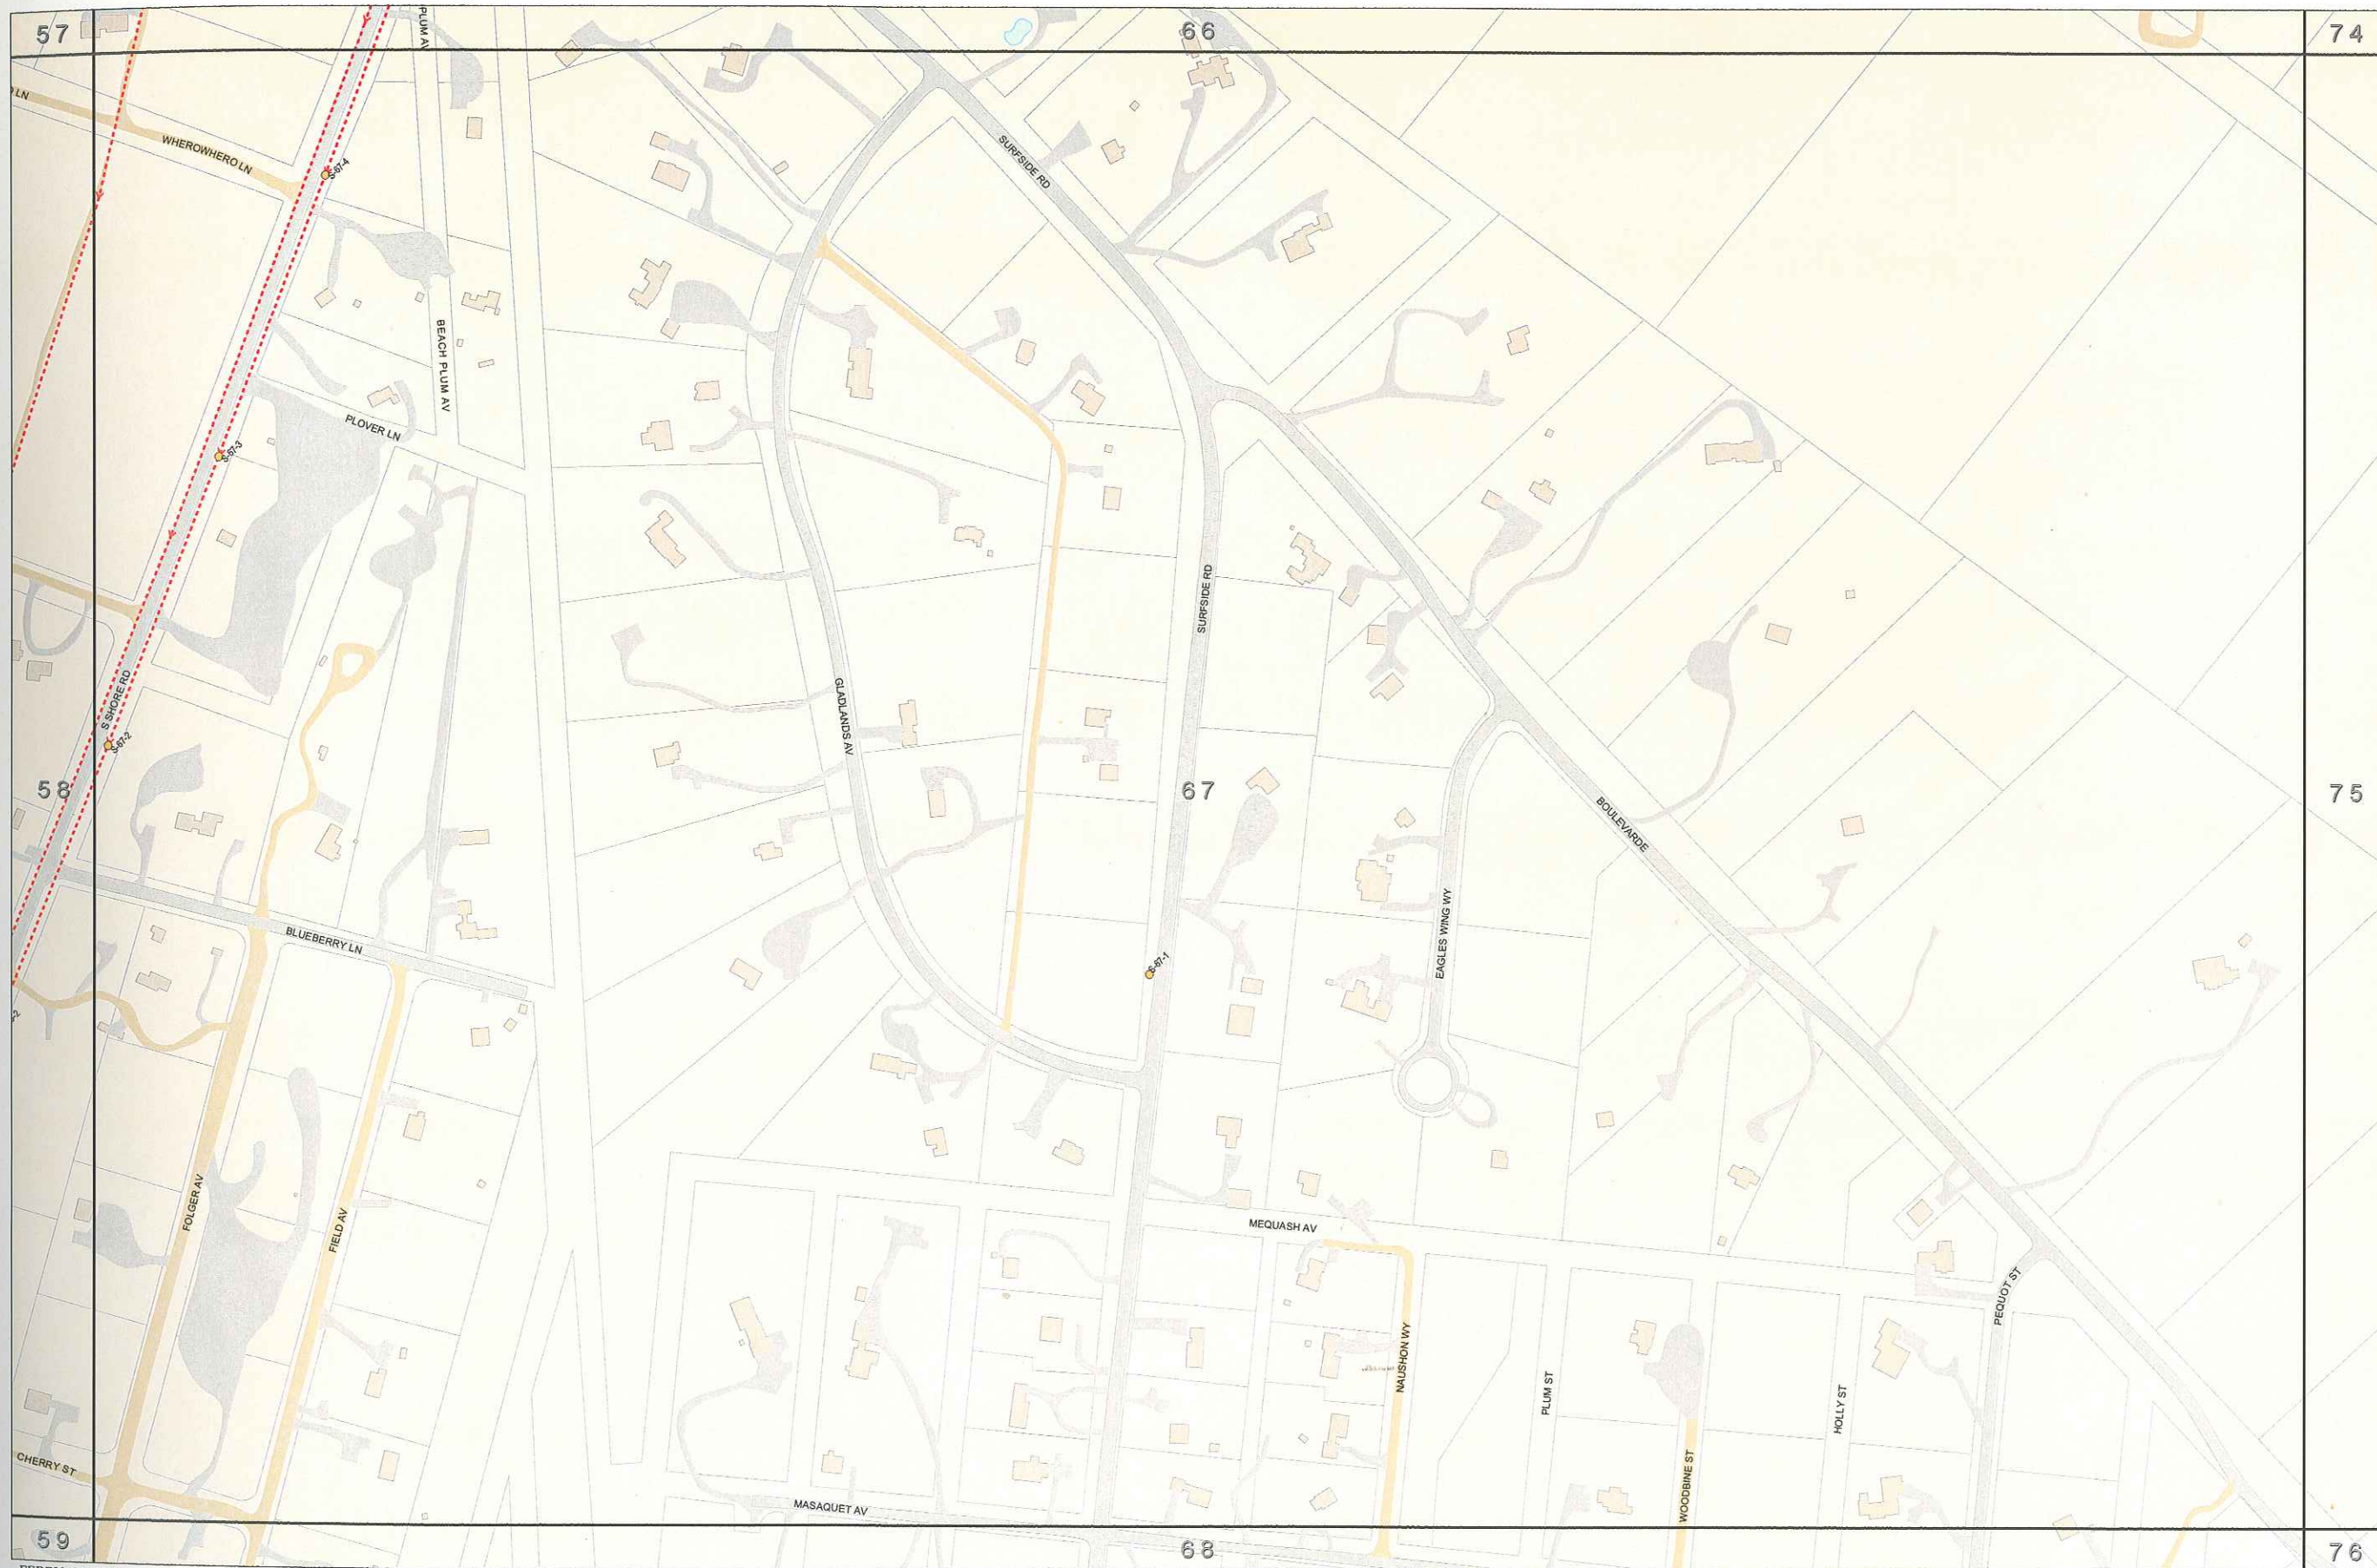 57
66
74
PLUM AV
LN
WHEROWHERO LN
S-67-4
SURFSIDE RD
BEACH PLUM AV
PLOVER LN
S-67-3
SURFSIDE RD
S SHORE RD
S-67-2
GLADLANDS AV
58
67
75
BOULEVARDE
BLUEBERRY LN
EAGLES WING WY
S-67-1
FOLGER AV
FIELD AV
MEQUASH AV
PEQUOT ST
NAUSHON WY
PLUM ST
HOLLY ST
WOODBINE ST
CHERRY ST
MASAQUET AV
59
68
76